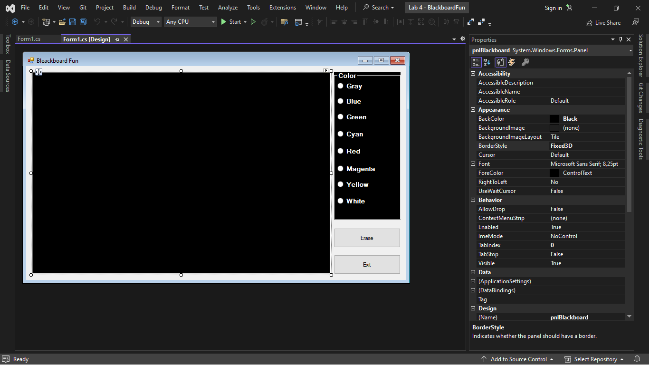 File Edit View Git Project Build Debug Format Test Analyze Tools Extensions Window Help Search Lab 4 - BlackboardFun Sign in
Debug Any CPU Start Live Share
Form1.cs Form1.cs [Design]
Toolbox
Data Sources
Bleackboard Fun
Color
Gray
Blue
Green
Cyan
Red
Magenta
Yellow
White
Erase
Exit
Properties
pnlBlackboard System.Windows.Forms.Panel
Accessibility
AccessibleDescription
AccessibleName
AccessibleRole Default
Appearance
BackColor Black
BackgroundImage (none)
BackgroundImageLayout Tile
BorderStyle Fixed3D
Cursor Default
Font Microsoft Sans Serif, 8.25pt
ForeColor ControlText
RightToLeft No
UseWaitCursor False
Behavior
AllowDrop False
ContextMenuStrip (none)
Enabled True
ImeMode NoControl
TabIndex 0
TabStop False
Visible True
Data
(ApplicationSettings)
(DataBindings)
Tag
Design
(Name) pnlBlackboard
BorderStyle
Indicates whether the panel should have a border.
Solution Explorer
Git Changes
Diagnostic Tools
Ready Add to Source Control Select Repository